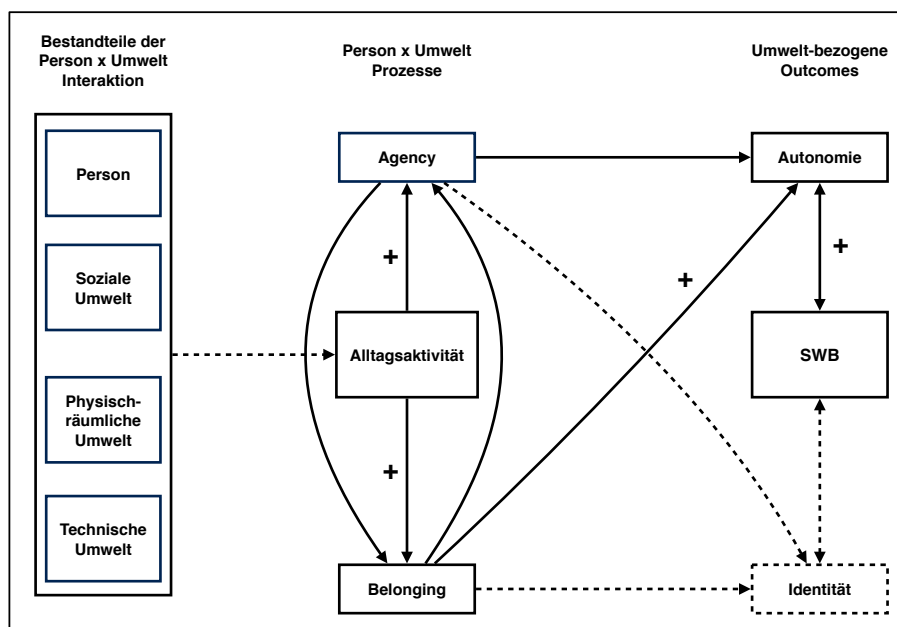 Bestandteile der
Person x Umwelt
Interaktion
Person x Umwelt
Prozesse
Umwelt-bezogene
Outcomes
Person
Soziale
Umwelt
Physisch-
räumliche
Umwelt
Technische
Umwelt
Agency
+
Alltagsaktivität
+
Belonging
+
Autonomie
+
SWB
Identität